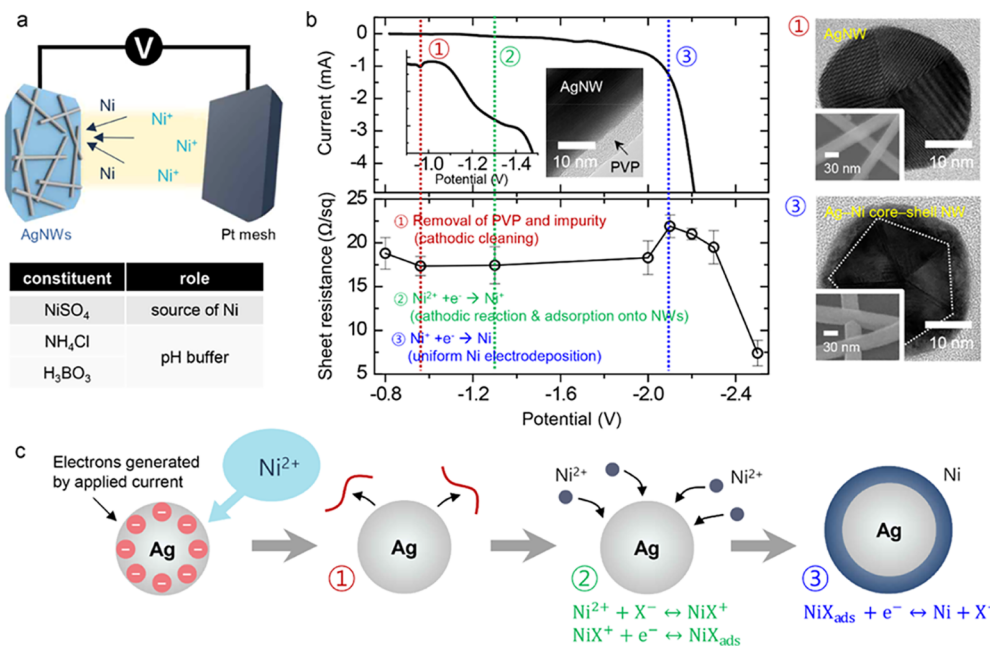 a
V
Ni
Ni⁺
Ni⁺
Ni
Ni⁺
AgNWs
Pt mesh
constituent role
NiSO₄ source of Ni
NH₄Cl
pH buffer
H₃BO₃
b
Current (mA)
0
-1
-2
-3
-4
① ② ③
AgNW
10 nm
PVP
-1.0 -1.2 -1.4
Potential (V)
Sheet resistance (Ω/sq)
25
20
15
10
5
① Removal of PVP and impurity
(cathodic cleaning)
② Ni²⁺ +e⁻ → Ni⁺
(cathodic reaction & adsorption onto NWs)
③ Ni⁺ +e⁻ → Ni
(uniform Ni electrodeposition)
-0.8 -1.2 -1.6 -2.0 -2.4
Potential (V)
①
AgNW
30 nm
10 nm
③
Ag–Ni core–shell NW
30 nm
10 nm
c
Electrons generated
by applied current
Ni²⁺
Ag
①
Ag
Ni²⁺ Ni²⁺
Ag
②
Ni²⁺ + X⁻ ↔ NiX⁺
NiX⁺ + e⁻ ↔ NiXads
Ni
Ag
③
NiXads + e⁻ ↔ Ni + X⁻